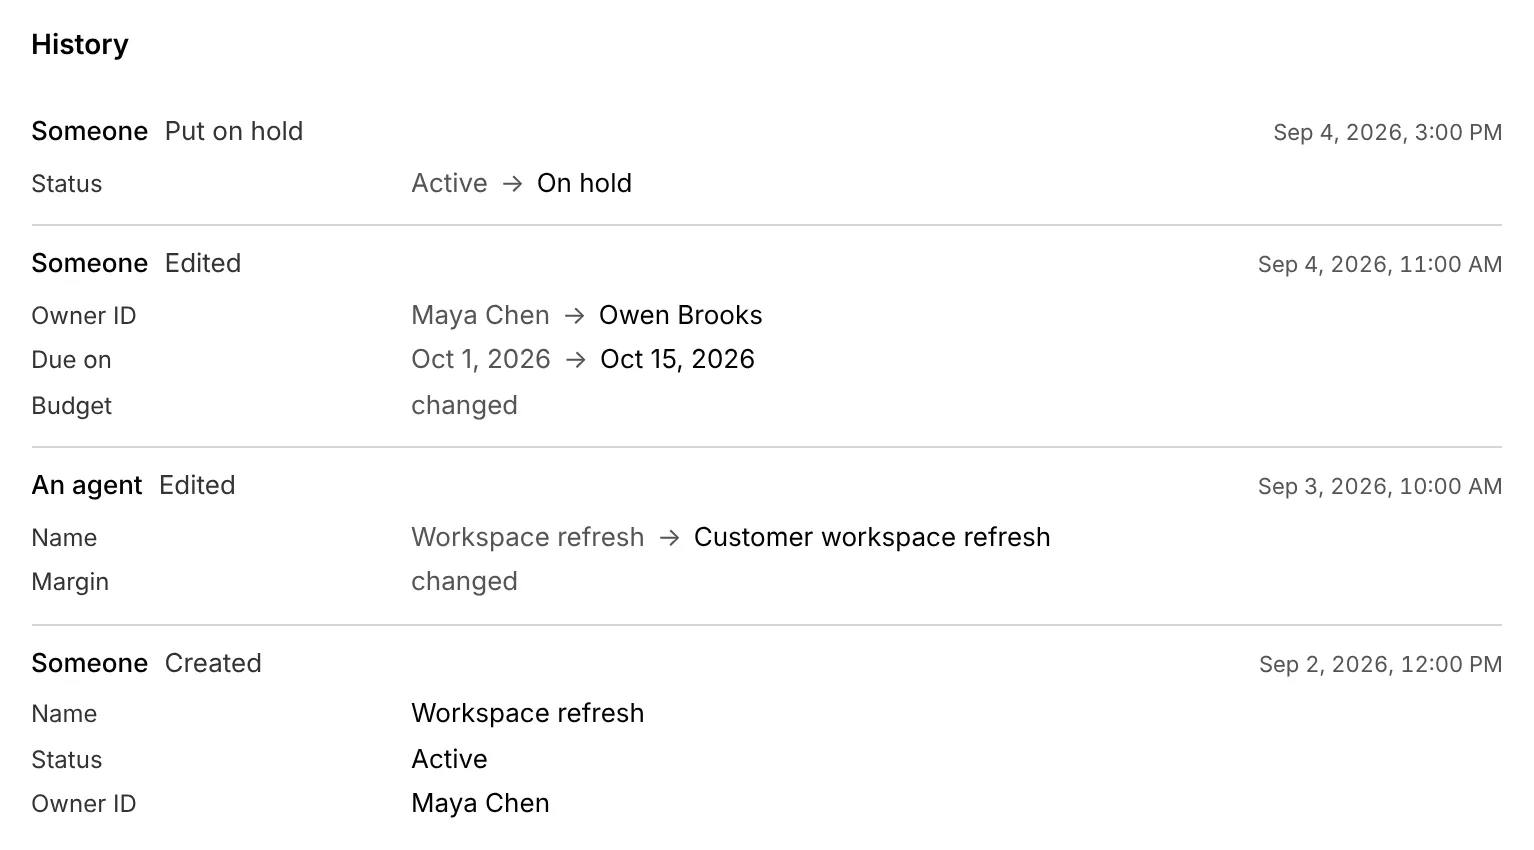 History
Someone Put on hold Sep 4, 2026, 3:00 PM
Status Active → On hold
Someone Edited Sep 4, 2026, 11:00 AM
Owner ID Maya Chen → Owen Brooks
Due on Oct 1, 2026 → Oct 15, 2026
Budget changed
An agent Edited Sep 3, 2026, 10:00 AM
Name Workspace refresh → Customer workspace refresh
Margin changed
Someone Created Sep 2, 2026, 12:00 PM
Name Workspace refresh
Status Active
Owner ID Maya Chen